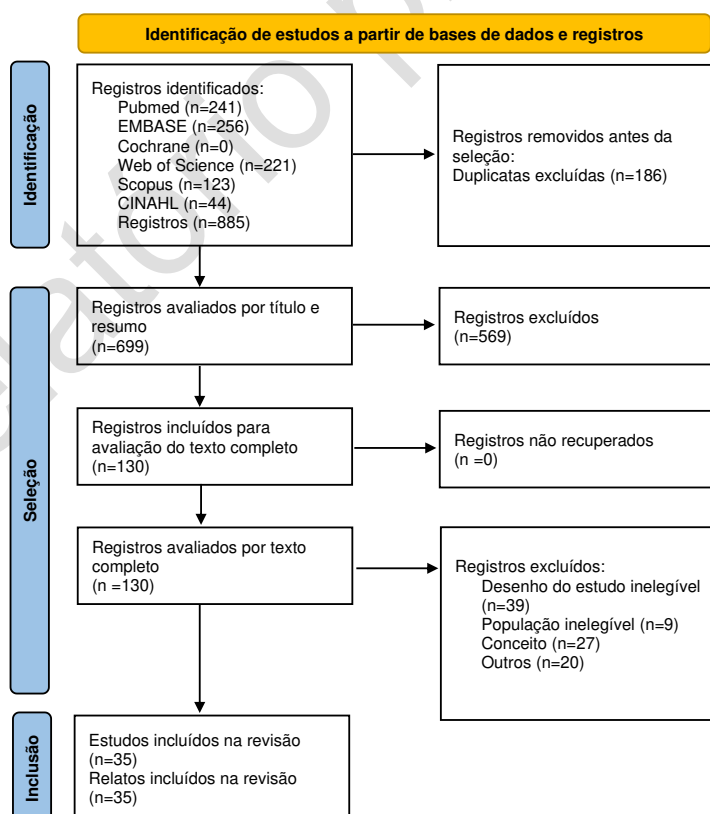 Identificação de estudos a partir de bases de dados e registros
Identificação
Registros identificados:
Pubmed (n=241)
EMBASE (n=256)
Cochrane (n=0)
Web of Science (n=221)
Scopus (n=123)
CINAHL (n=44)
Registros (n=885)
Registros removidos antes da
seleção:
Duplicatas excluídas (n=186)
Seleção
Registros avaliados por título e
resumo
(n=699)
Registros excluídos
(n=569)
Registros incluídos para
avaliação do texto completo
(n=130)
Registros não recuperados
(n =0)
Registros avaliados por texto
completo
(n =130)
Registros excluídos:
Desenho do estudo inelegível
(n=39)
População inelegível (n=9)
Conceito (n=27)
Outros (n=20)
Inclusão
Estudos incluídos na revisão
(n=35)
Relatos incluídos na revisão
(n=35)